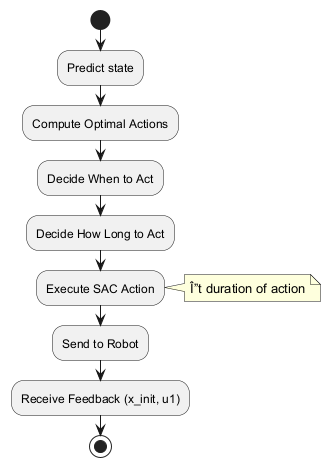 Predict state
Compute Optimal Actions
Decide When to Act
Decide How Long to Act
Execute SAC Action
Î"t duration of action
Send to Robot
Receive Feedback (x_init, u1)